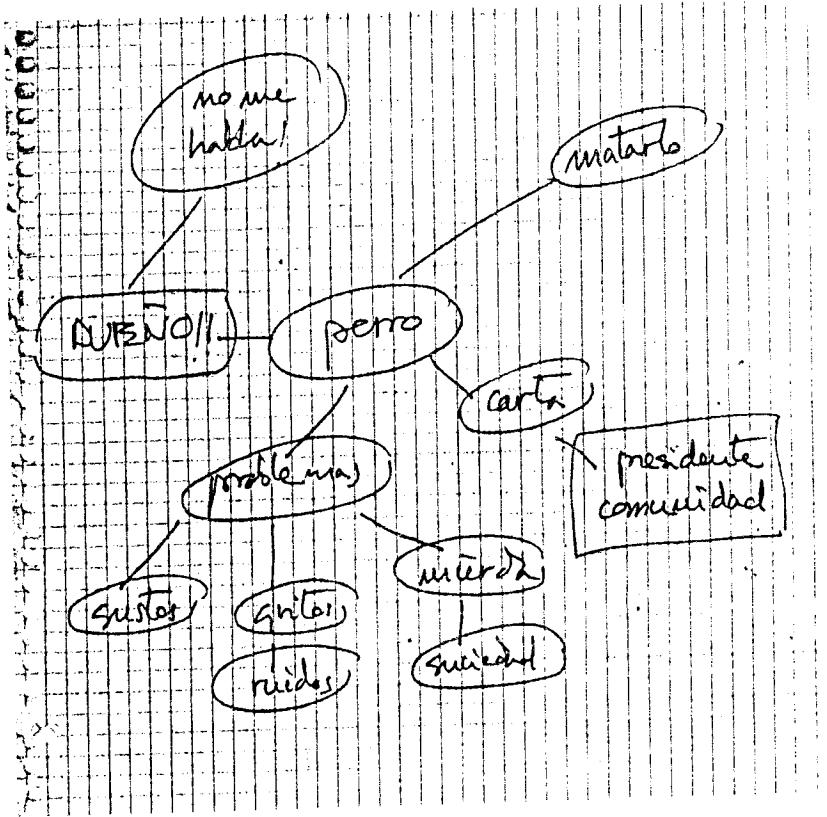 no me
habla!
matarlo
DUEÑO!!
perro
carta
presidente
comunidad
problemas
mierda
sustos
gritos
ruidos
suciedad